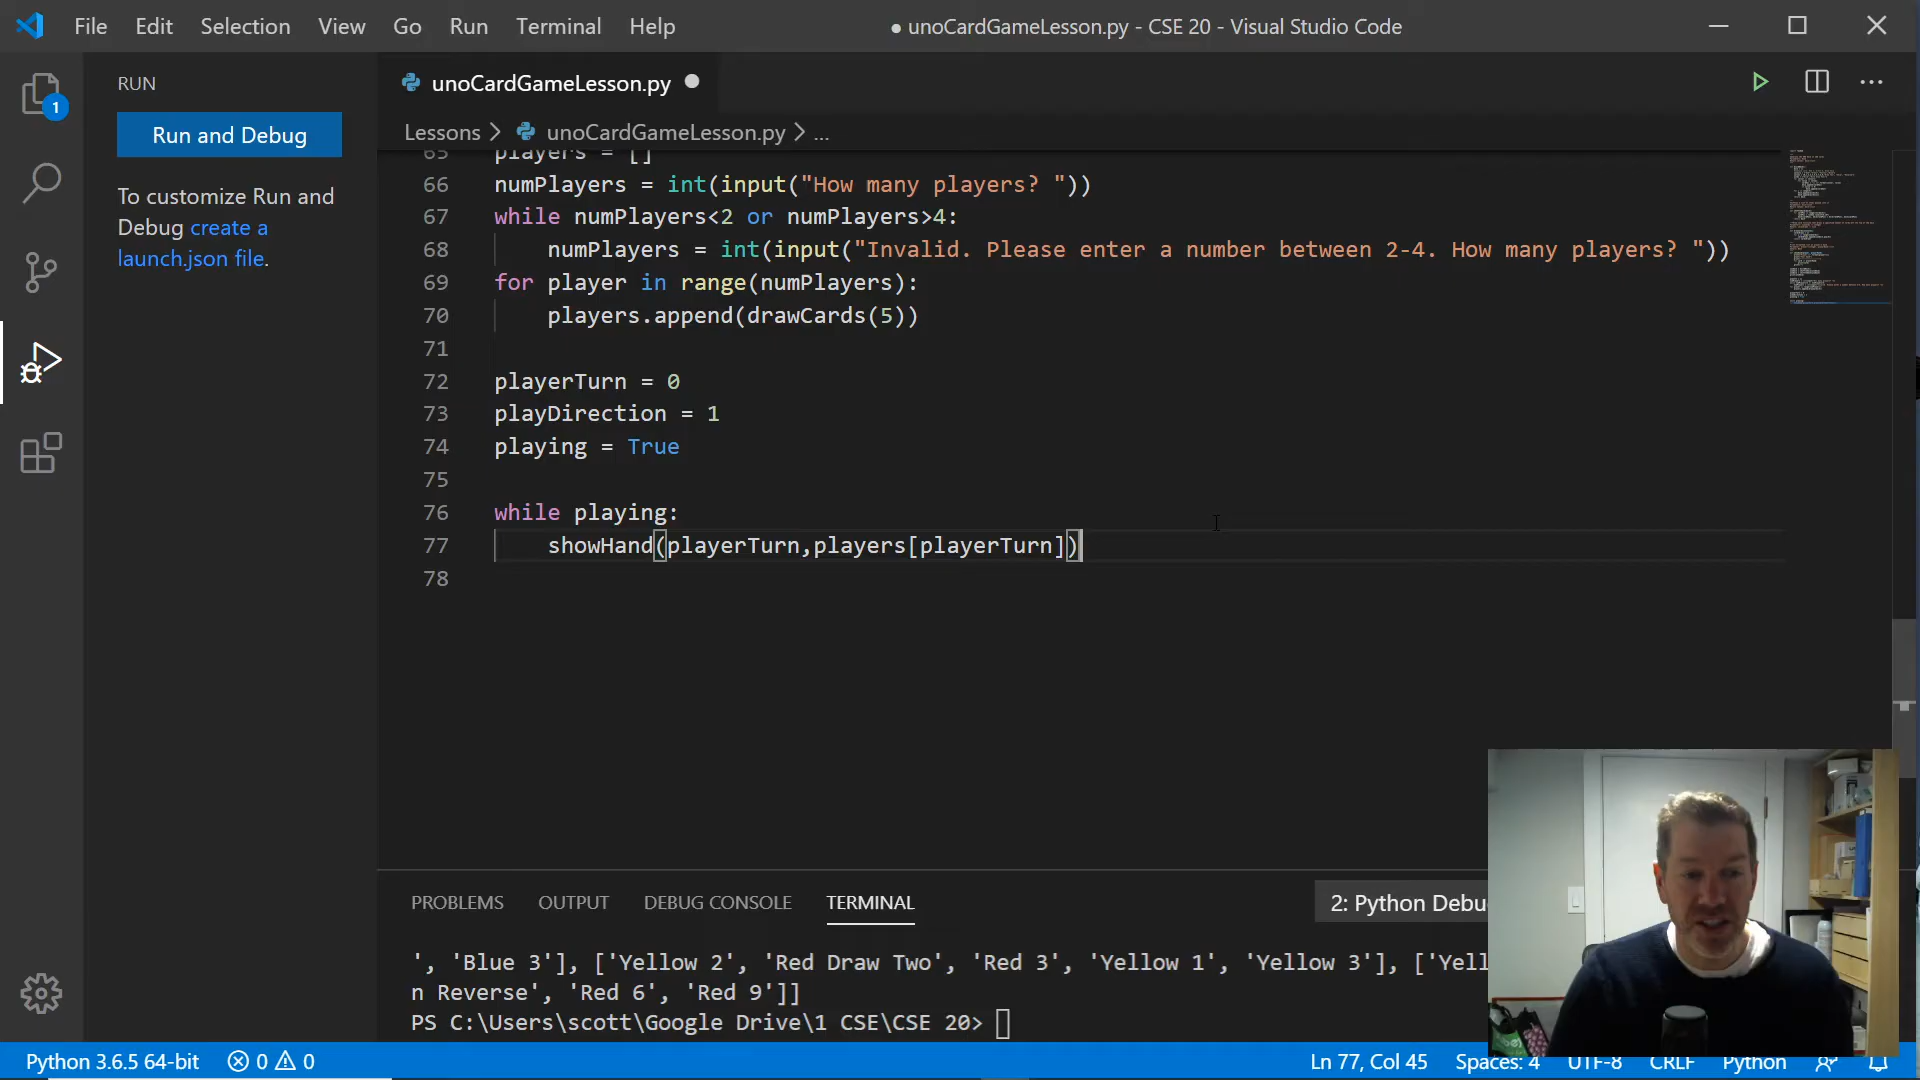 File Edit Selection View Go Run Terminal Help
● unoCardGameLesson.py - CSE 20 - Visual Studio Code
RUN
unoCardGameLesson.py
1
Run and Debug
Lessons > unoCardGameLesson.py > ...
To customize Run and
Debug create a
launch.json file.
65 players = []
66 numPlayers = int(input("How many players? "))
67 while numPlayers<2 or numPlayers>4:
68 numPlayers = int(input("Invalid. Please enter a number between 2-4. How many players? "))
69 for player in range(numPlayers):
70 players.append(drawCards(5))
71
72 playerTurn = 0
73 playDirection = 1
74 playing = True
75
76 while playing:
77 showHand(playerTurn,players[playerTurn])
78
PROBLEMS OUTPUT DEBUG CONSOLE TERMINAL
2: Python Debu
', 'Blue 3'], ['Yellow 2', 'Red Draw Two', 'Red 3', 'Yellow 1', 'Yellow 3'], ['Yell
n Reverse', 'Red 6', 'Red 9']]
PS C:\Users\scott\Google Drive\1 CSE\CSE 20>
Python 3.6.5 64-bit 0 0
Ln 77, Col 45 Spaces: 4 UTF-8 CRLF Python